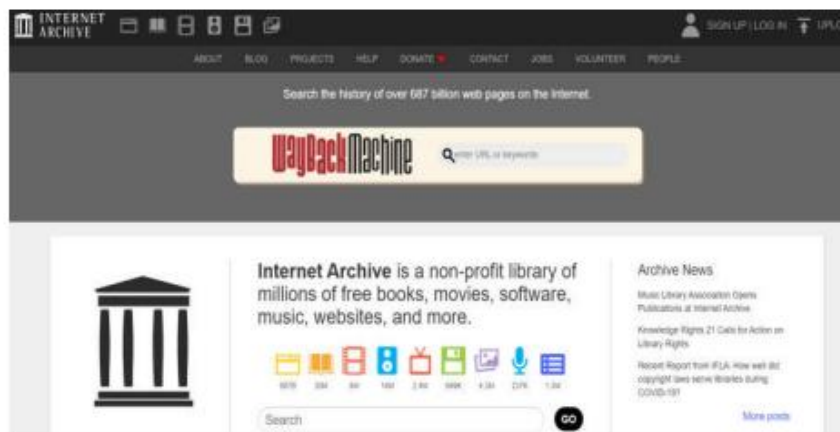 INTERNET
ARCHIVE
SIGN UP | LOG IN
UPLO
ABOUT BLOG PROJECTS HELP DONATE CONTACT JOBS VOLUNTEER PEOPLE
Search the history of over 687 billion web pages on the Internet.
WayBackMachine
enter URL or keywords
Internet Archive is a non-profit library of
millions of free books, movies, software,
music, websites, and more.
Search
GO
Archive News
Music Library Association Opens
Publications at Internet Archive
Knowledge Rights 21 Calls for Action on
Library Rights
Recent Report from IFLA: How well did
copyright laws serve libraries during
COVID-19?
More posts